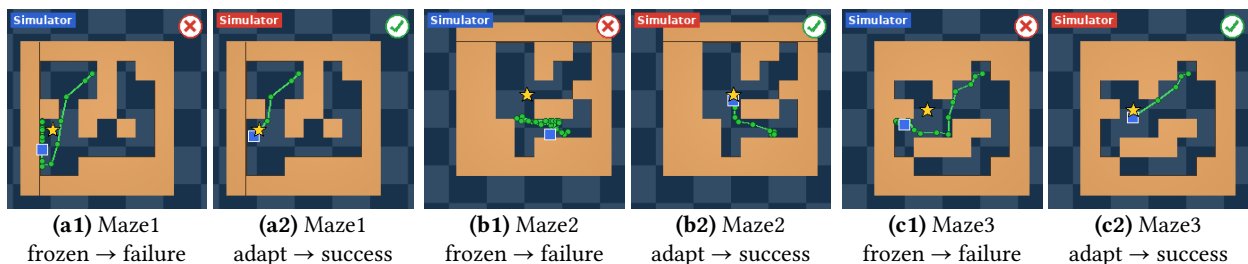 Simulator Simulator Simulator Simulator Simulator Simulator
(a1) Maze1 (a2) Maze1 (b1) Maze2 (b2) Maze2 (c1) Maze3 (c2) Maze3
frozen → failure adapt → success frozen → failure adapt → success frozen → failure adapt → success